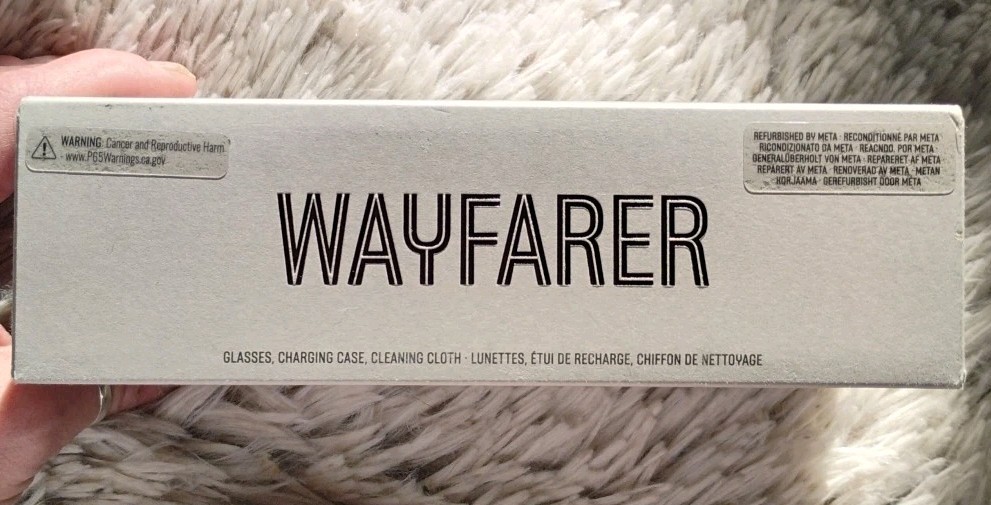 WARNING: Cancer and Reproductive Harm
- www.P65Warnings.ca.gov
REFURBISHED BY META · RECONDITIONNÉ PAR META
RICONDIZIONATO DA META · REACNDO. POR META ·
GENERALÜBERHOLT VON META · REPARERET AF META ·
REPARERT AV META · RENOVERAD AV META · METAN
KORJAAMA · GEREFURBISHT DOOR META
WAYFARER
GLASSES, CHARGING CASE, CLEANING CLOTH · LUNETTES, ÉTUI DE RECHARGE, CHIFFON DE NETTOYAGE